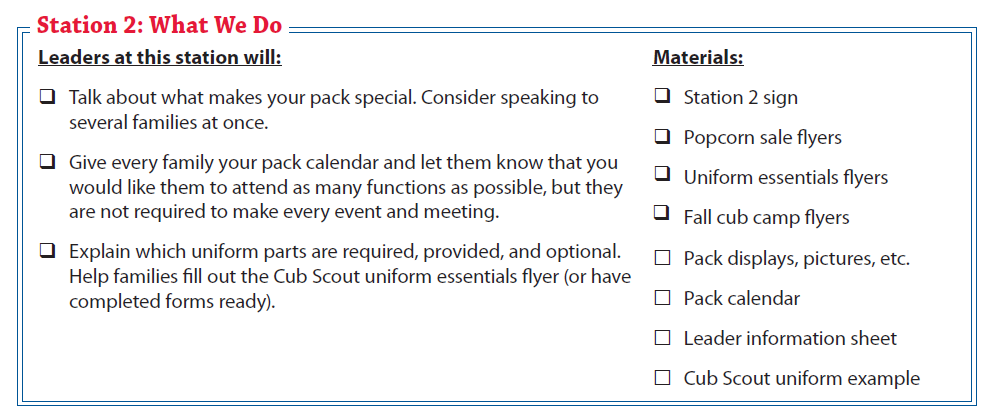 Station 2: What We Do
Leaders at this station will:
❑ Talk about what makes your pack special. Consider speaking to
several families at once.
❑ Give every family your pack calendar and let them know that you
would like them to attend as many functions as possible, but they
are not required to make every event and meeting.
❑ Explain which uniform parts are required, provided, and optional.
Help families fill out the Cub Scout uniform essentials flyer (or have
completed forms ready).
Materials:
❑ Station 2 sign
❑ Popcorn sale flyers
❑ Uniform essentials flyers
❑ Fall cub camp flyers
☐ Pack displays, pictures, etc.
☐ Pack calendar
☐ Leader information sheet
☐ Cub Scout uniform example